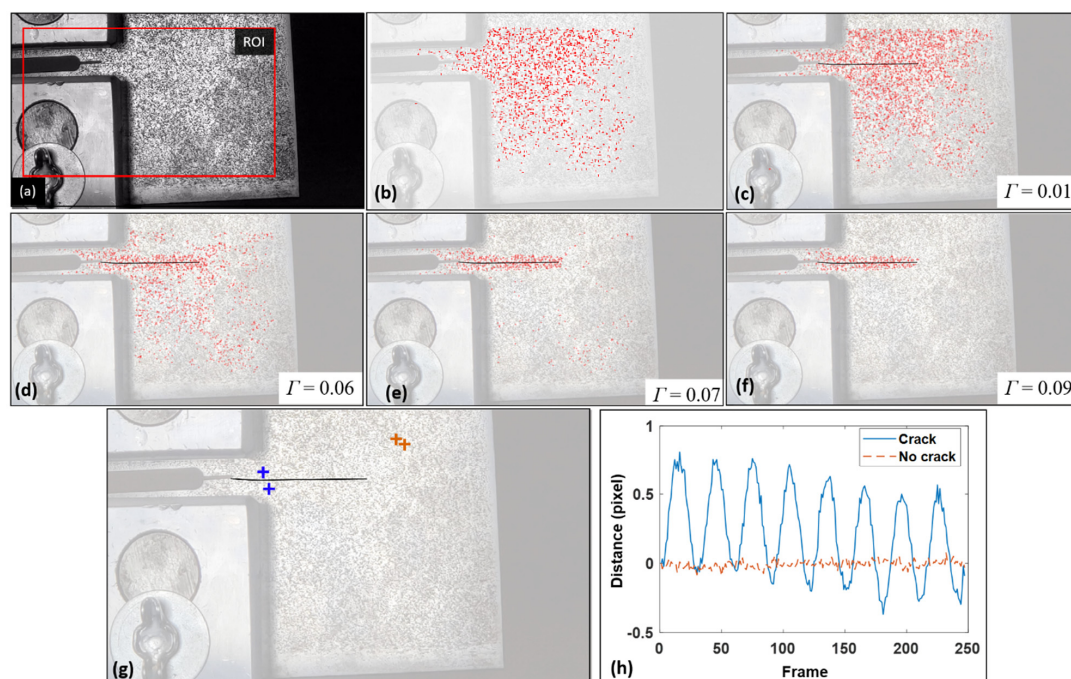 ROI
(a)
(b)
(c)
Γ = 0.01
(d)
Γ = 0.06
(e)
Γ = 0.07
(f)
Γ = 0.09
(g)
1
Crack
No crack
0.5
Distance (pixel)
0
-0.5
0
50
100
150
200
250
Frame
(h)